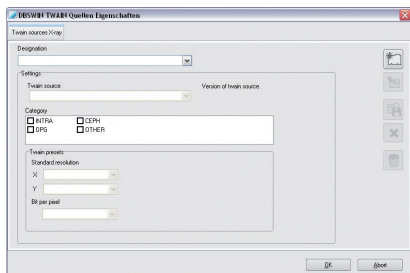 DBSWIN TWAIN Quellen Eigenschaften
Twain sources X-ray
Designation
Settings
Twain source
Version of twain source
Category
INTRA
CEPH
OPG
OTHER
Twain presets
Standard resolution
X
Y
Bit per pixel
OK
Abort